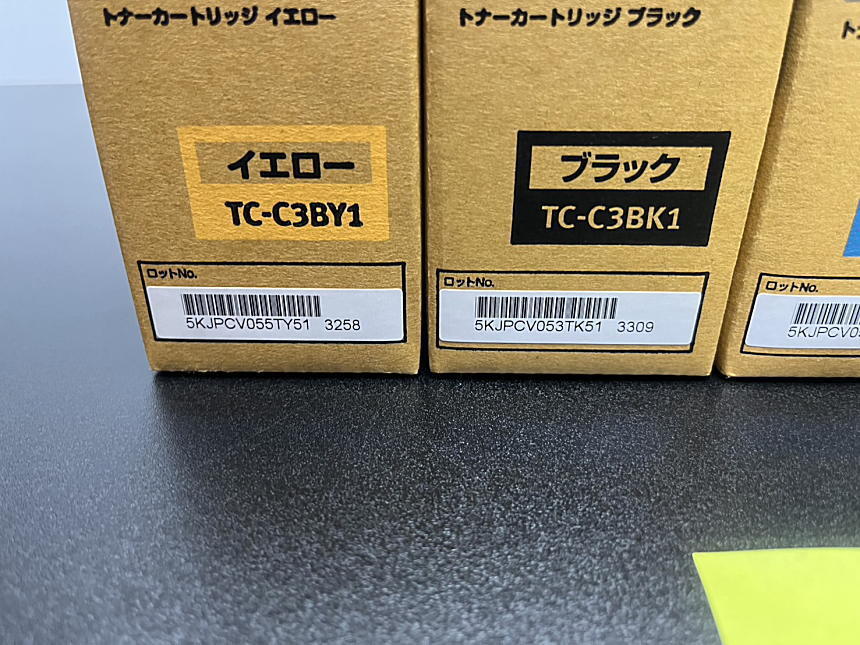 トナーカートリッジ イエロー
イエロー
TC-C3BY1
ロットNo.
5KJPCV055TY51 3258
トナーカートリッジ ブラック
ブラック
TC-C3BK1
ロットNo.
5KJPCV053TK51 3309
ロットNo.